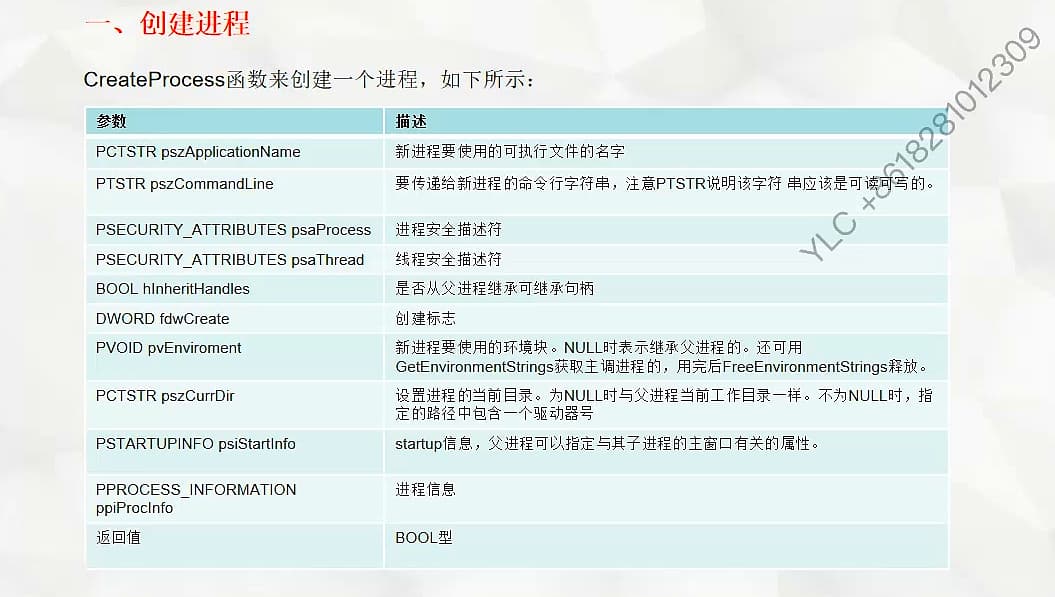 一、创建进程
CreateProcess函数来创建一个进程，如下所示：
参数 描述
PCTSTR pszApplicationName 新进程要使用的可执行文件的名字
PTSTR pszCommandLine 要传递给新进程的命令行字符串，注意PTSTR说明该字符 串应该是可读可写的。
PSECURITY_ATTRIBUTES psaProcess 进程安全描述符
PSECURITY_ATTRIBUTES psaThread 线程安全描述符
BOOL hInheritHandles 是否从父进程继承可继承句柄
DWORD fdwCreate 创建标志
PVOID pvEnviroment 新进程要使用的环境块。NULL时表示继承父进程的。还可用
GetEnvironmentStrings获取主调进程的，用完后FreeEnvironmentStrings释放。
PCTSTR pszCurrDir 设置进程的当前目录。为NULL时与父进程当前工作目录一样。不为NULL时，指
定的路径中包含一个驱动器号
PSTARTUPINFO psiStartInfo startup信息，父进程可以指定与其子进程的主窗口有关的属性。
PPROCESS_INFORMATION 进程信息
ppiProcInfo
返回值 BOOL型
YLC +8618281012309